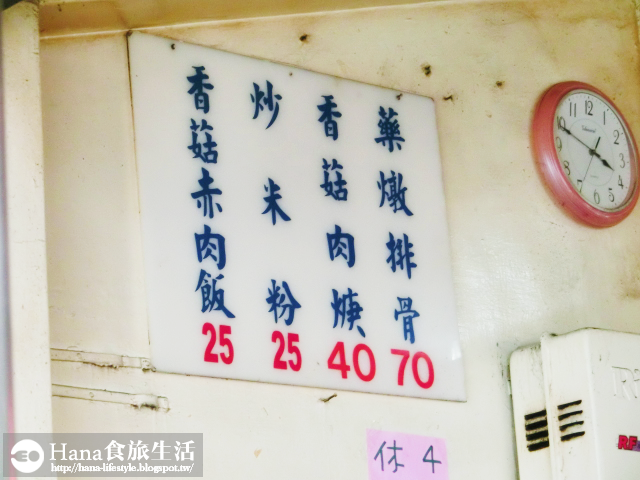 藥燉排骨 70
香菇肉焿 40
炒米粉 25
香菇赤肉飯 25
休 4
Hana食旅生活
http://hana-lifestyle.blogspot.tw/